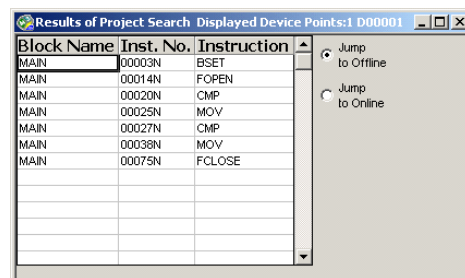 Results of Project Search Displayed Device Points:1 D00001
Block Name Inst. No. Instruction
MAIN 00003N BSET
MAIN 00014N FOPEN
MAIN 00020N CMP
MAIN 00025N MOV
MAIN 00027N CMP
MAIN 00038N MOV
MAIN 00075N FCLOSE
Jump
to Offline
Jump
to Online